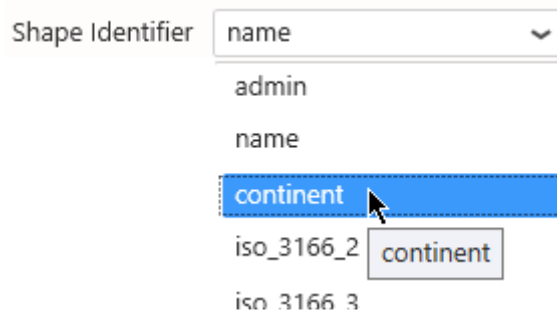 Shape Identifier name
admin
name
continent
iso_3166_2
continent
iso_3166_3